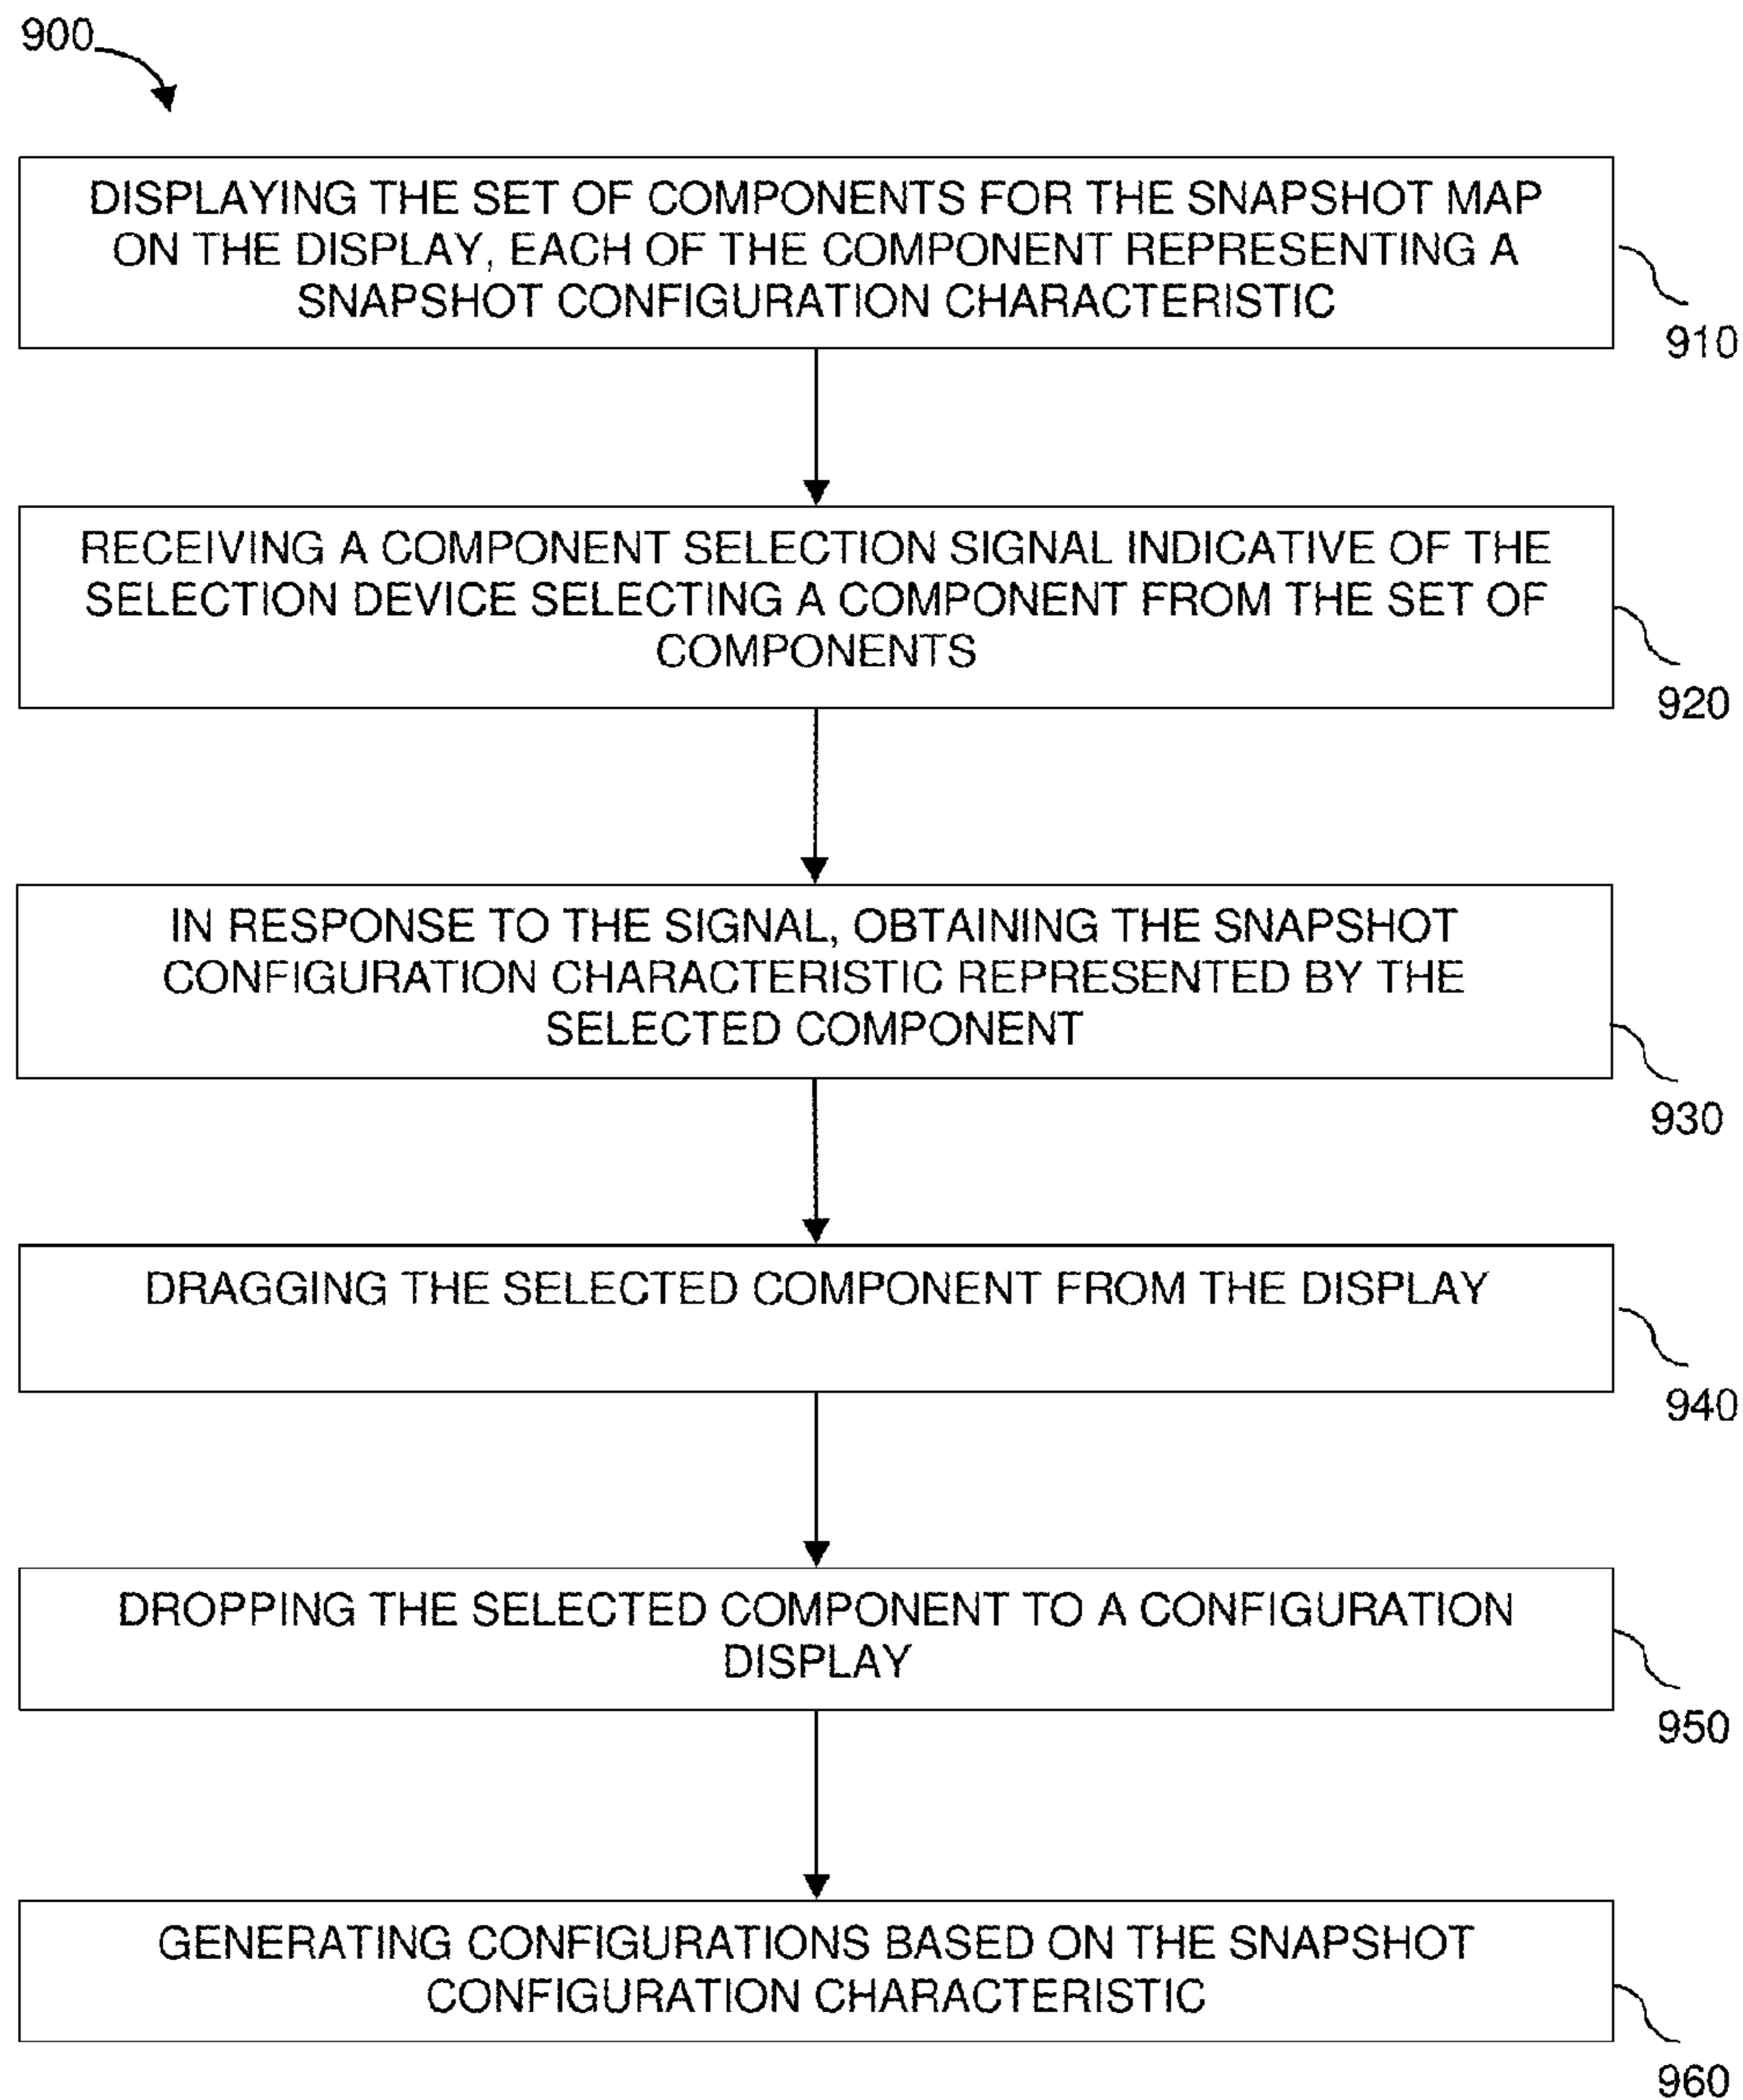 900
DISPLAYING THE SET OF COMPONENTS FOR THE SNAPSHOT MAP
ON THE DISPLAY, EACH OF THE COMPONENT REPRESENTING A
SNAPSHOT CONFIGURATION CHARACTERISTIC
910
RECEIVING A COMPONENT SELECTION SIGNAL INDICATIVE OF THE
SELECTION DEVICE SELECTING A COMPONENT FROM THE SET OF
COMPONENTS
920
IN RESPONSE TO THE SIGNAL, OBTAINING THE SNAPSHOT
CONFIGURATION CHARACTERISTIC REPRESENTED BY THE
SELECTED COMPONENT
930
DRAGGING THE SELECTED COMPONENT FROM THE DISPLAY
940
DROPPING THE SELECTED COMPONENT TO A CONFIGURATION
DISPLAY
950
GENERATING CONFIGURATIONS BASED ON THE SNAPSHOT
CONFIGURATION CHARACTERISTIC
960